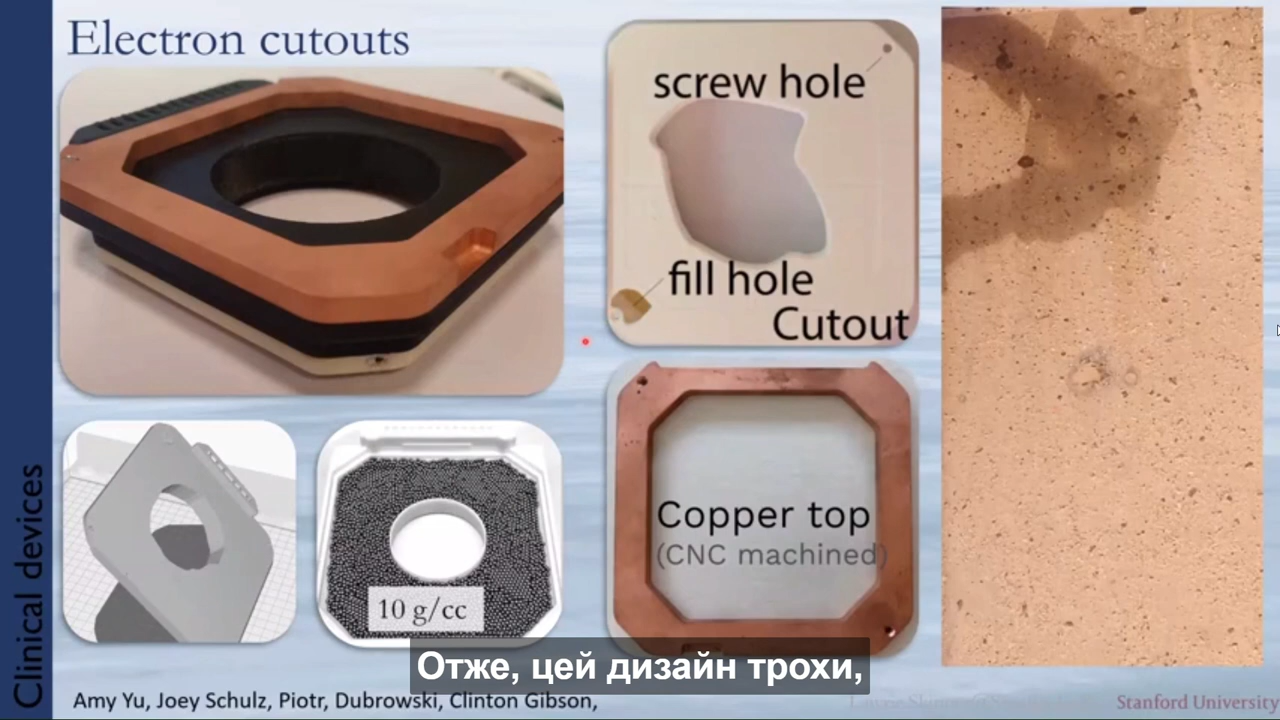 Electron cutouts
screw hole
fill hole
Cutout
Copper top
(CNC machined)
10 g/cc
Clinical devices
Отже, цей дизайн трохи,
Amy Yu, Joey Schulz, Piotr, Dubrowski, Clinton Gibson,
Stanford University